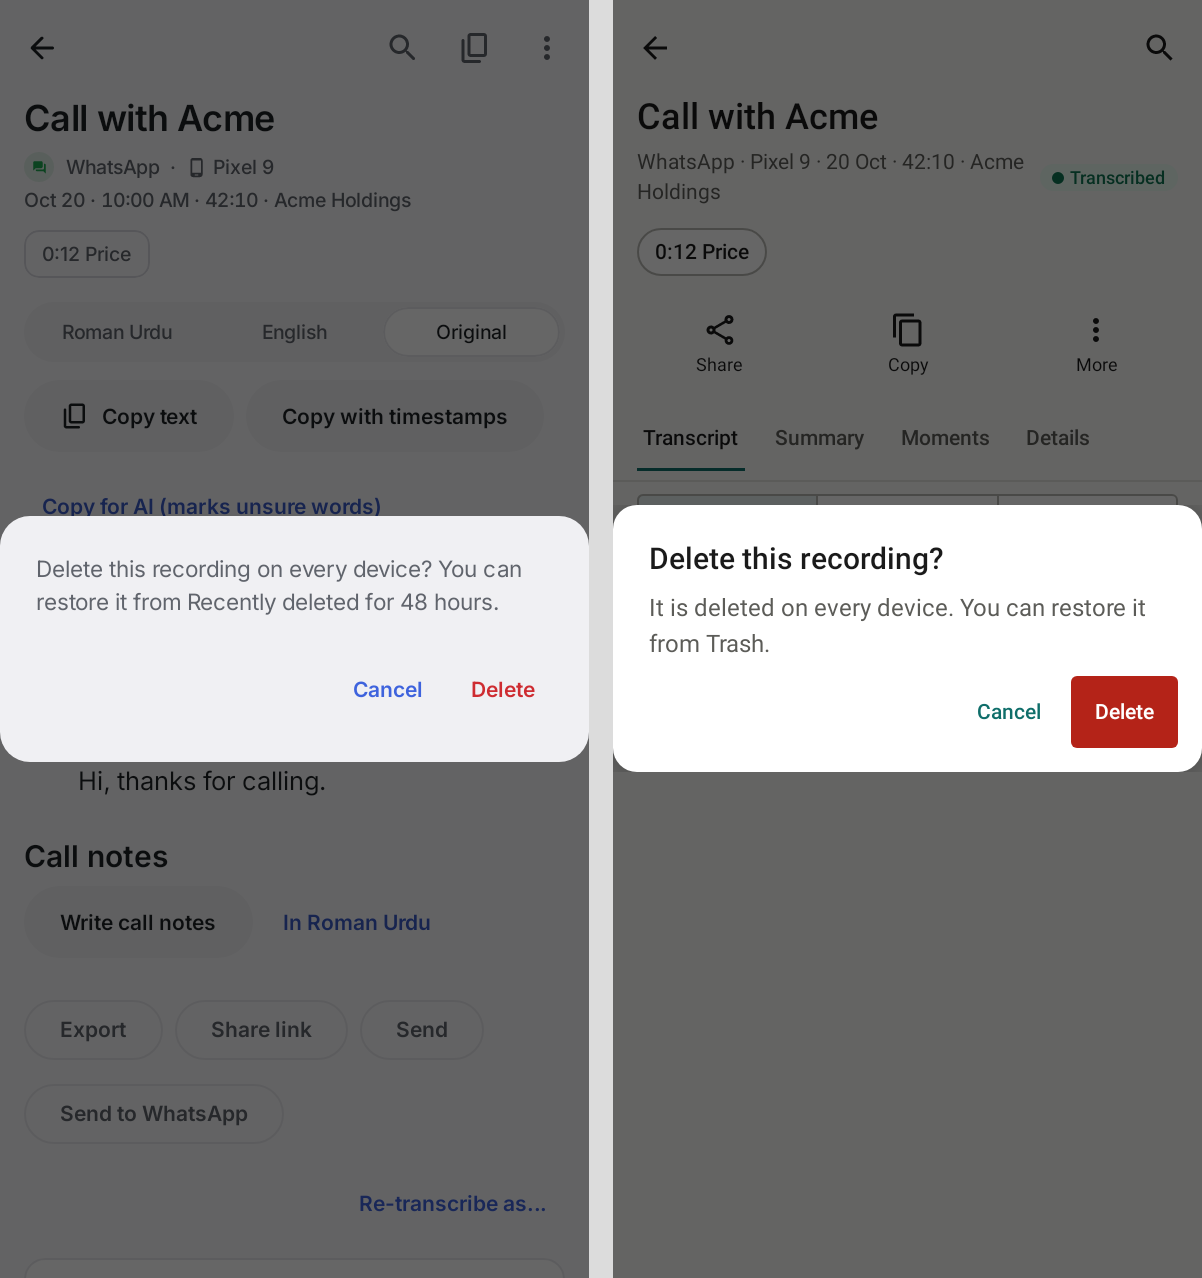 Call with Acme
WhatsApp · Pixel 9
Oct 20 · 10:00 AM · 42:10 · Acme Holdings
0:12 Price
Roman Urdu English Original
Copy text Copy with timestamps
Copy for AI (marks unsure words)
Delete this recording on every device? You can
restore it from Recently deleted for 48 hours.
Cancel Delete
Hi, thanks for calling.
Call notes
Write call notes In Roman Urdu
Export Share link Send
Send to WhatsApp
Re-transcribe as...
Call with Acme
WhatsApp · Pixel 9 · 20 Oct · 42:10 · Acme
Holdings
Transcribed
0:12 Price
Share Copy More
Transcript Summary Moments Details
Delete this recording?
It is deleted on every device. You can restore it
from Trash.
Cancel Delete